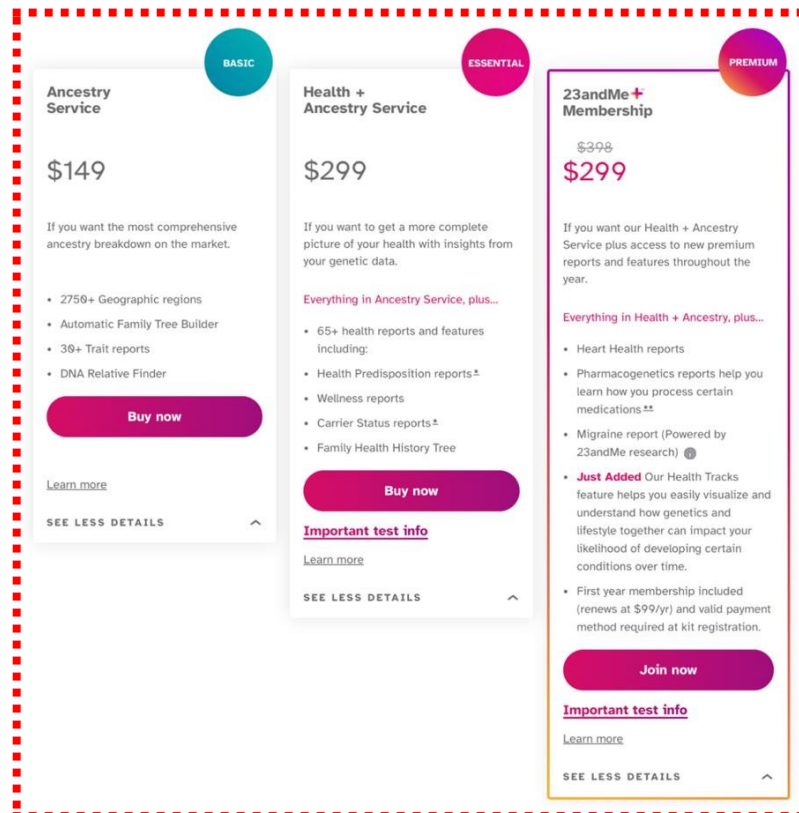 BASIC
Ancestry
Service
$149
If you want the most comprehensive
ancestry breakdown on the market.
• 2750+ Geographic regions
• Automatic Family Tree Builder
• 30+ Trait reports
• DNA Relative Finder
Buy now
Learn more
SEE LESS DETAILS
ESSENTIAL
Health +
Ancestry Service
$299
If you want to get a more complete
picture of your health with insights from
your genetic data.
Everything in Ancestry Service, plus...
• 65+ health reports and features
including:
• Health Predisposition reports*
• Wellness reports
• Carrier Status reports*
• Family Health History Tree
Buy now
Important test info
Learn more
SEE LESS DETAILS
PREMIUM
23andMe+
Membership
$398
$299
If you want our Health + Ancestry
Service plus access to new premium
reports and features throughout the
year.
Everything in Health + Ancestry, plus...
• Heart Health reports
• Pharmacogenetics reports help you
learn how you process certain
medications **
• Migraine report (Powered by
23andMe research) i
• Just Added Our Health Tracks
feature helps you easily visualize and
understand how genetics and
lifestyle together can impact your
likelihood of developing certain
conditions over time.
• First year membership included
(renews at $99/yr) and valid payment
method required at kit registration.
Join now
Important test info
Learn more
SEE LESS DETAILS